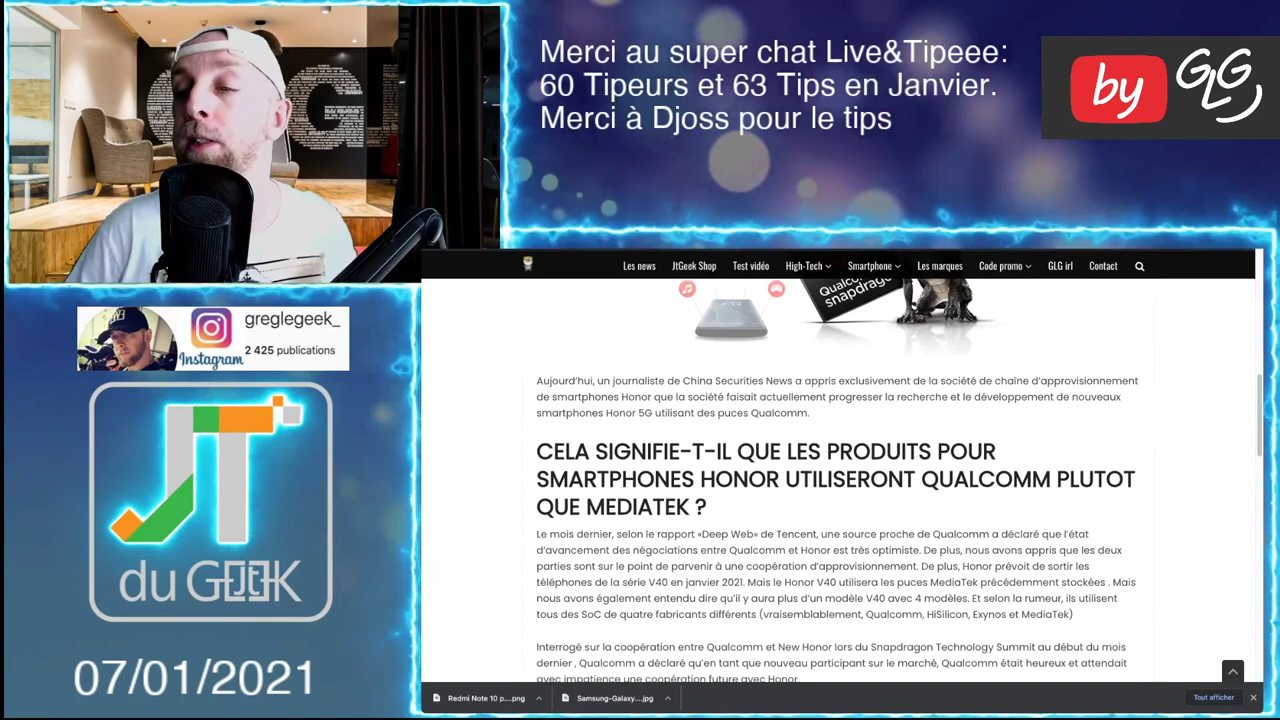 Merci au super chat Live&Tipeee:
60 Tipeurs et 63 Tips en Janvier.
Merci à Djoss pour le tips
by GLG
greglegeek_
Instagram
2 425 publications
JT
du GEEK
07/01/2021
Les news JtGeek Shop Test vidéo High-Tech Smartphone Les marques Code promo GLG irl Contact
Qualcomm
snapdragon
Aujourd’hui, un journaliste de China Securities News a appris exclusivement de la société de chaîne d’approvisionnement
de smartphones Honor que la société faisait actuellement progresser la recherche et le développement de nouveaux
smartphones Honor 5G utilisant des puces Qualcomm.
CELA SIGNIFIE-T-IL QUE LES PRODUITS POUR
SMARTPHONES HONOR UTILISERONT QUALCOMM PLUTOT
QUE MEDIATEK ?
Le mois dernier, selon le rapport «Deep Web» de Tencent, une source proche de Qualcomm a déclaré que l’état
d’avancement des négociations entre Qualcomm et Honor est très optimiste. De plus, nous avons appris que les deux
parties sont sur le point de parvenir à une coopération d’approvisionnement. De plus, Honor prévoit de sortir les
téléphones de la série V40 en janvier 2021. Mais le Honor V40 utilisera les puces MediaTek précédemment stockées . Mais
nous avons également entendu dire qu’il y aura plus d’un modèle V40 avec 4 modèles. Et selon la rumeur, ils utilisent
tous des SoC de quatre fabricants différents (vraisemblablement, Qualcomm, HiSilicon, Exynos et MediaTek)
Interrogé sur la coopération entre Qualcomm et New Honor lors du Snapdragon Technology Summit au début du mois
dernier , Qualcomm a déclaré qu’en tant que nouveau participant sur le marché, Qualcomm était heureux et attendait
avec impatience une coopération future avec Honor.
Redmi Note 10 p....png Samsung-Galaxy....jpg Tout afficher